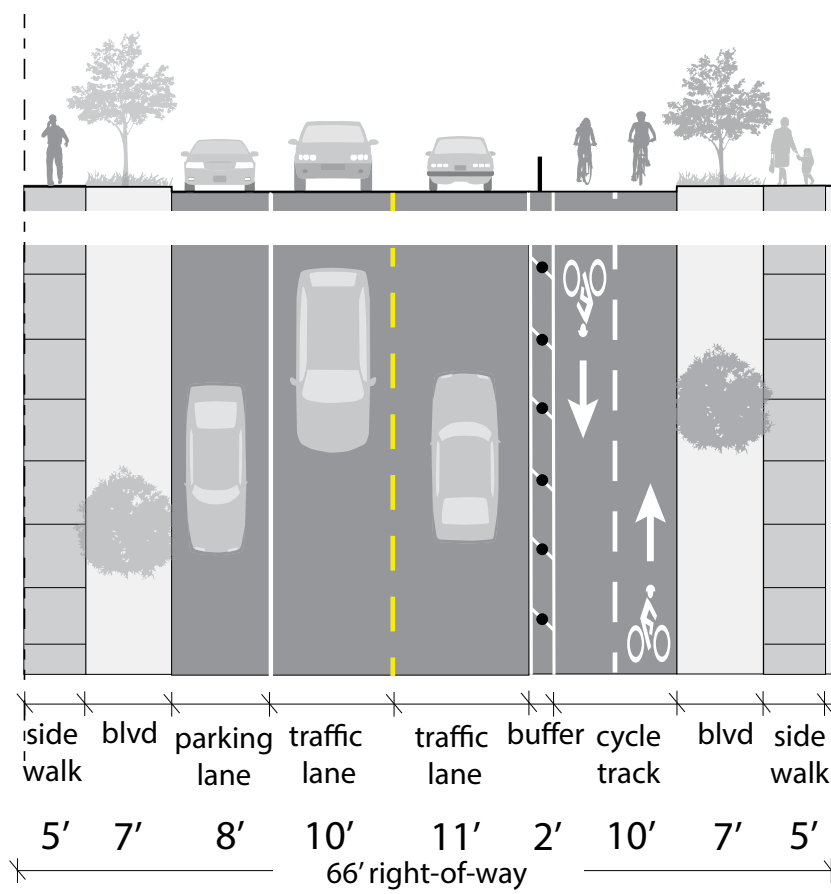 side walk
blvd
parking lane
traffic lane
traffic lane
buffer
cycle track
blvd
side walk
5’ 7’ 8’ 10’ 11’ 2’ 10’ 7’ 5’
66’ right-of-way